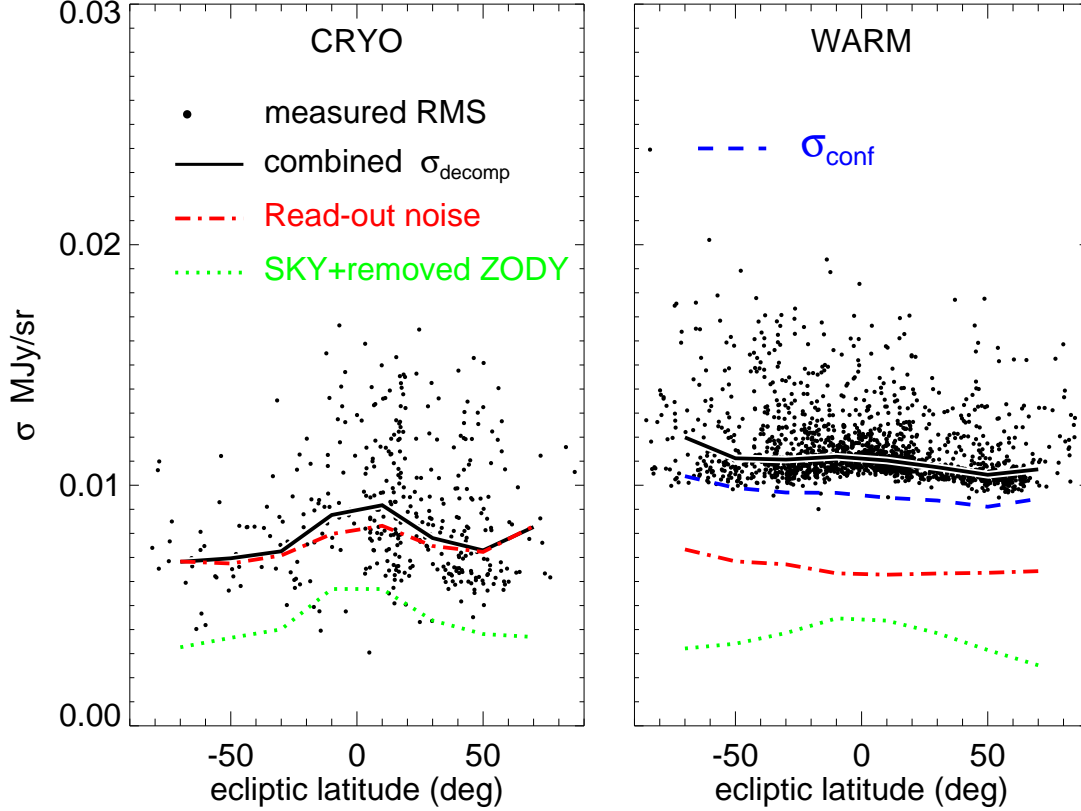 0.03
0.02
0.01
0.00
σ MJy/sr
CRYO
measured RMS
combined σdecomp
Read-out noise
SKY+removed ZODY
-50 0 50
ecliptic latitude (deg)
WARM
σconf
-50 0 50
ecliptic latitude (deg)